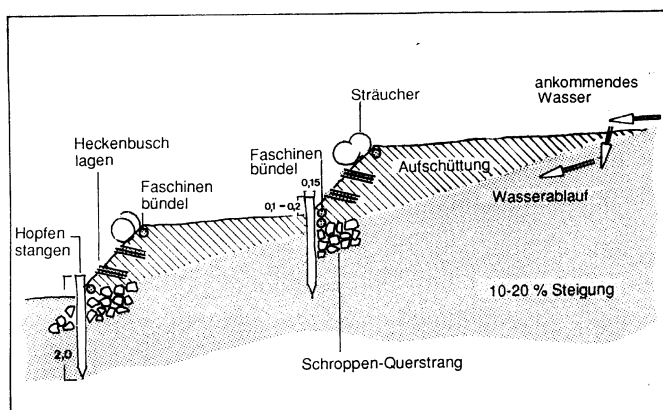 ankommendes
Wasser
Sträucher
Heckenbusch
lagen
Faschinen
bündel
Faschinen
bündel
0,15
Aufschüttung
0,1 – 0,2
Wasserablauf
Hopfen
stangen
10-20 % Steigung
2,0
Schroppen-Querstrang